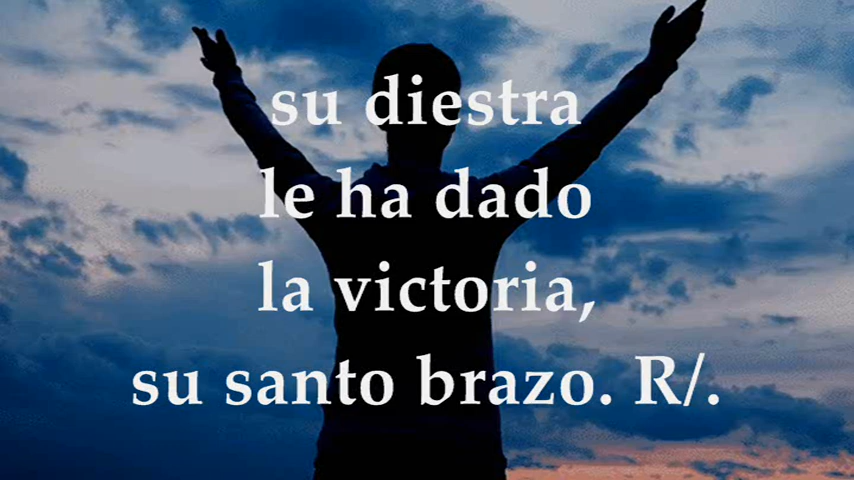 su diestra
le ha dado
la victoria,
su santo brazo. R/.